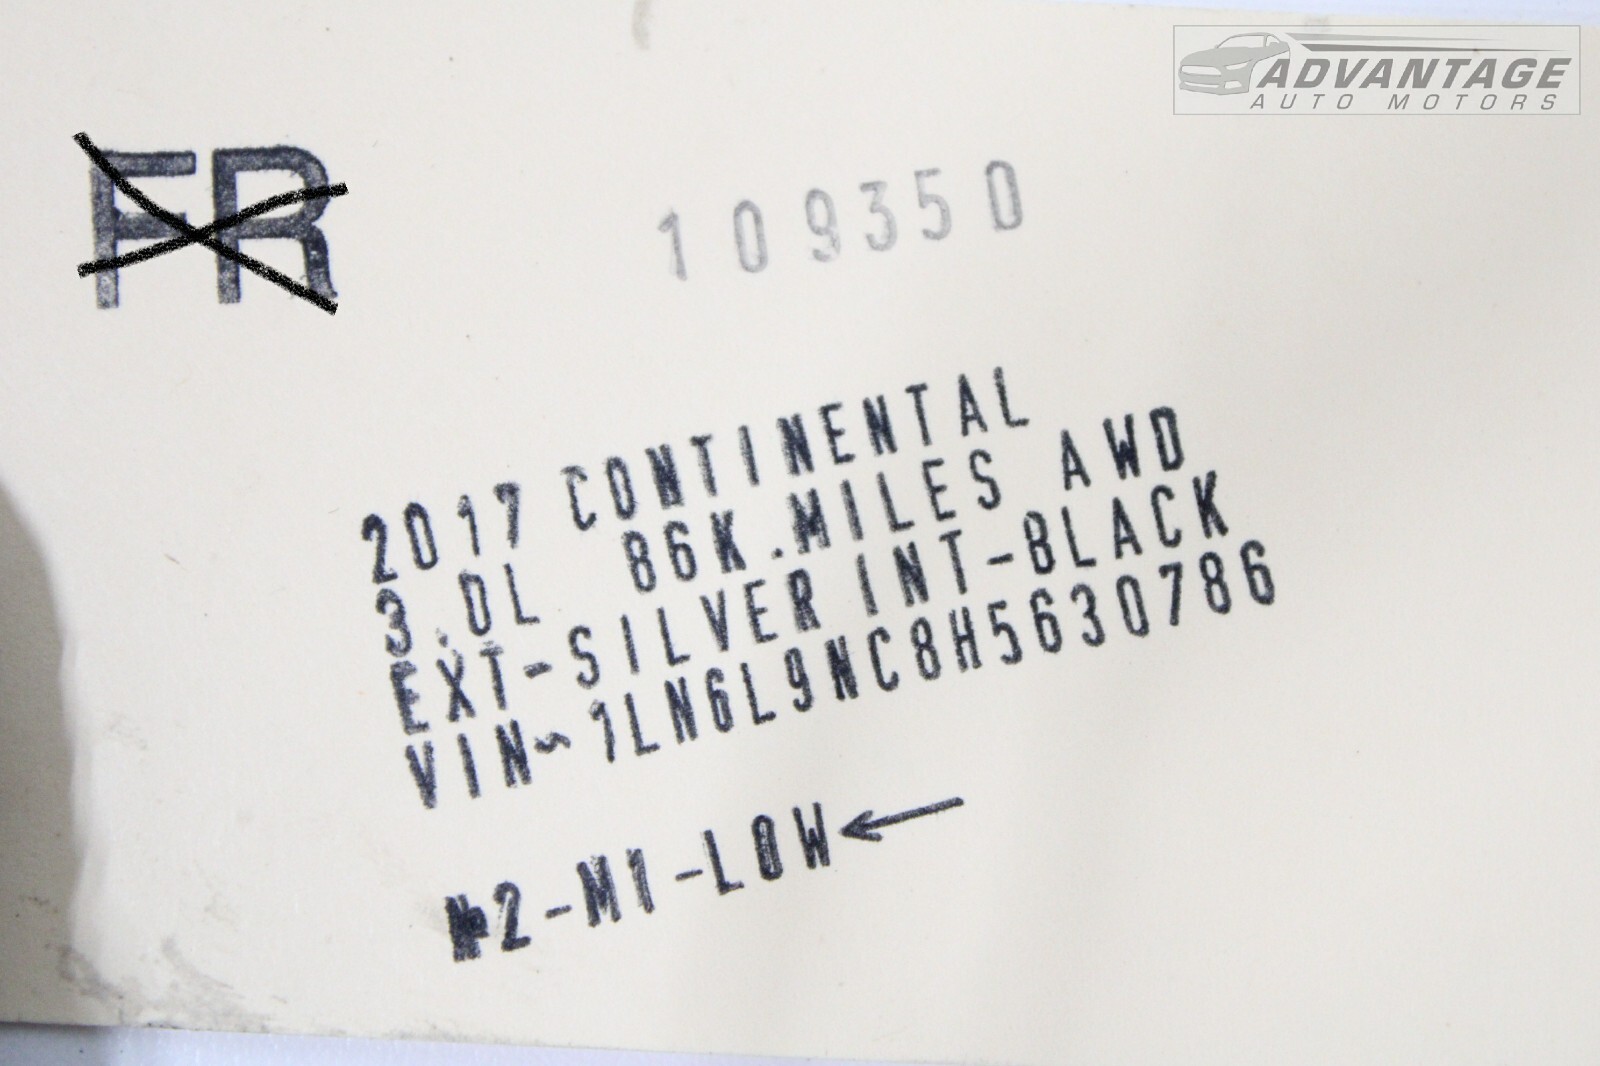 ADVANTAGE
AUTO MOTORS
FR
109350
2017 CONTINENTAL
3.0L 86K.MILES AWD
EXT-SILVER INT-BLACK
VIN-1LN6L9NC8H5630786
#2-M1-LOW←